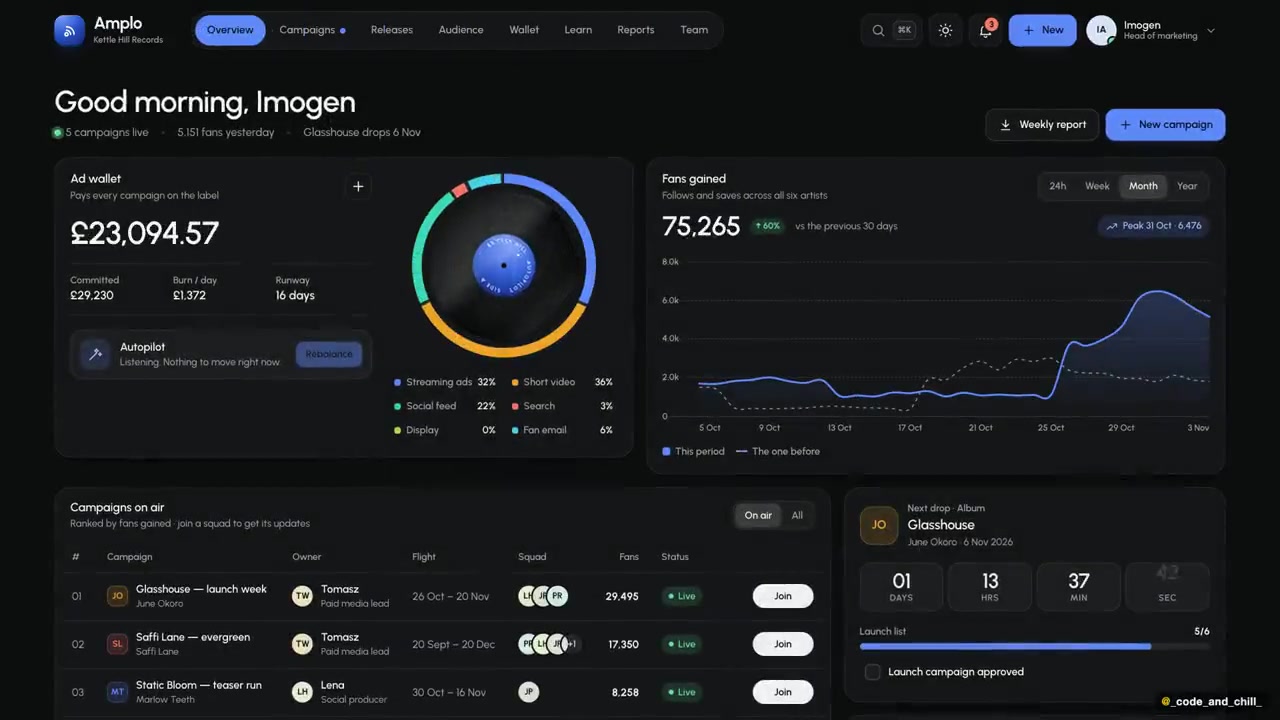 Amplo
Kettle Hill Records
Overview
Campaigns
Releases
Audience
Wallet
Learn
Reports
Team
⌘K
3
+ New
IA
Imogen
Head of marketing
Good morning, Imogen
5 campaigns live · 5,151 fans yesterday · Glasshouse drops 6 Nov
Weekly report
+ New campaign
Ad wallet
Pays every campaign on the label
+
£23,094.57
Committed
£29,230
Burn / day
£1,372
Runway
16 days
Autopilot
Listening. Nothing to move right now.
Rebalance
AUTOPILOT
SIDE A
Streaming ads 32%
Short video 36%
Social feed 22%
Search 3%
Display 0%
Fan email 6%
Fans gained
Follows and saves across all six artists
24h
Week
Month
Year
75,265
↑ 60%
vs the previous 30 days
Peak 31 Oct · 6,476
8.0k
6.0k
4.0k
2.0k
0
5 Oct
9 Oct
13 Oct
17 Oct
21 Oct
25 Oct
29 Oct
3 Nov
This period
The one before
Campaigns on air
Ranked by fans gained · join a squad to get its updates
On air
All
# Campaign Owner Flight Squad Fans Status
01 JO Glasshouse — launch week TW Tomasz 26 Oct – 20 Nov LH JP PR 29,495 Live Join
June Okoro Paid media lead
02 SL Saffi Lane — evergreen TW Tomasz 20 Sept – 20 Dec PR LH JP +1 17,350 Live Join
Saffi Lane Paid media lead
03 MT Static Bloom — teaser run LH Lena 30 Oct – 16 Nov JP 8,258 Live Join
Marlow Teeth Social producer
JO
Next drop · Album
Glasshouse
June Okoro · 6 Nov 2026
01
DAYS
13
HRS
37
MIN
42
SEC
Launch list 5/6
Launch campaign approved
@_code_and_chill_